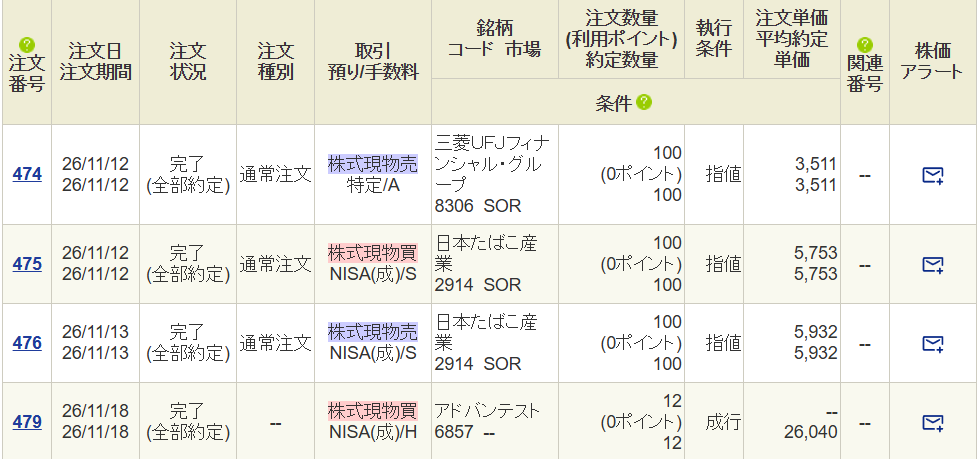 注文
番号
注文日
注文期間
注文
状況
注文
種別
取引
預り/手数料
銘柄
コード 市場
注文数量
(利用ポイント)
約定数量
執行
条件
注文単価
平均約定
単価
関連
番号
株価
アラート
条件
474
26/11/12
26/11/12
完了
(全部約定)
通常注文
株式現物売
特定/A
三菱UFJフィナ
ンシャル・グル
ープ
8306 SOR
100
(0ポイント)
100
指値
3,511
3,511
--
475
26/11/12
26/11/12
完了
(全部約定)
通常注文
株式現物買
NISA(成)/S
日本たばこ産
業
2914 SOR
100
(0ポイント)
100
指値
5,753
5,753
--
476
26/11/13
26/11/13
完了
(全部約定)
通常注文
株式現物売
NISA(成)/S
日本たばこ産
業
2914 SOR
100
(0ポイント)
100
指値
5,932
5,932
--
479
26/11/18
26/11/18
完了
(全部約定)
--
株式現物買
NISA(成)/H
アドバンテスト
6857 --
12
(0ポイント)
12
成行
--
26,040
--